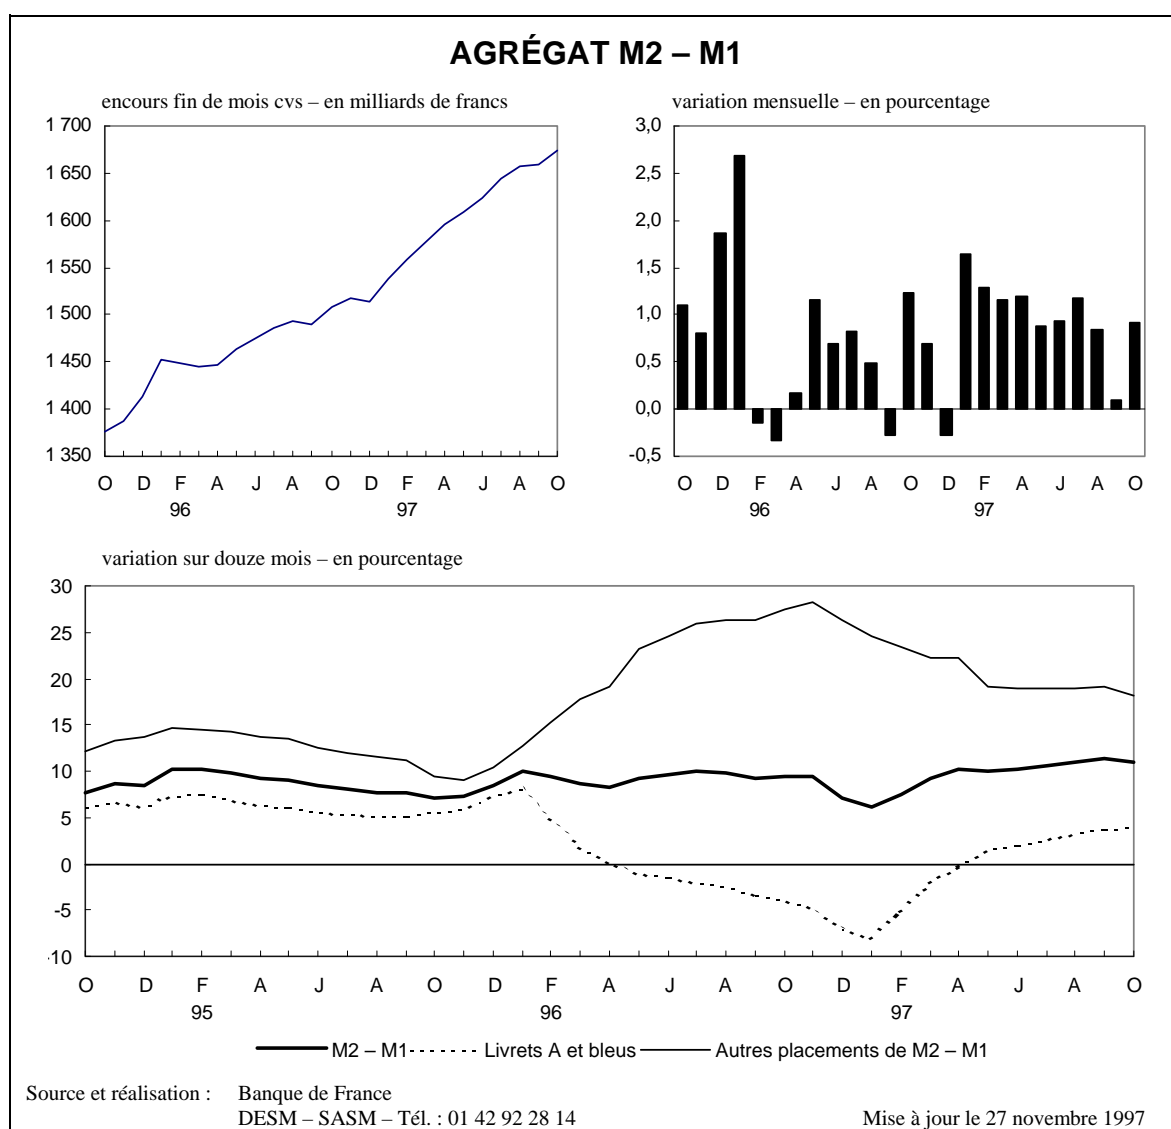 AGRÉGAT M2 – M1
encours fin de mois cvs – en milliards de francs
1 700
1 650
1 600
1 550
1 500
1 450
1 400
1 350
O D F A J A O D F A J A O
96 97
variation mensuelle – en pourcentage
3,0
2,5
2,0
1,5
1,0
0,5
0,0
-0,5
O D F A J A O D F A J A O
96 97
variation sur douze mois – en pourcentage
30
25
20
15
10
5
0
-5
-10
O D F A J A O D F A J A O D F A J A O
95 96 97
M2 – M1 Livrets A et bleus Autres placements de M2 – M1
Source et réalisation : Banque de France
DESM – SASM – Tél. : 01 42 92 28 14 Mise à jour le 27 novembre 1997